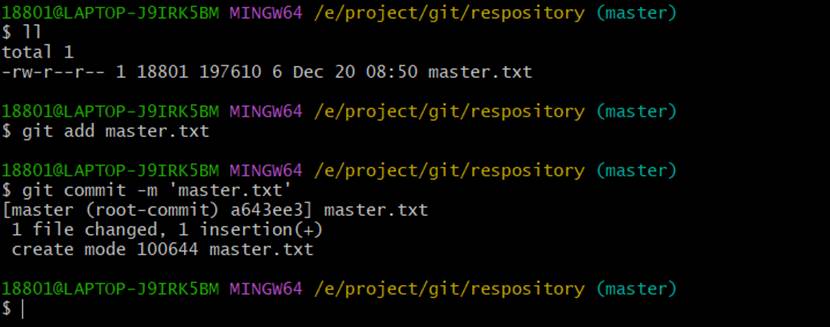 18801@LAPTOP-J9IRK5BM MINGW64 /e/project/git/respository (master)
$ ll
total 1
-rw-r--r-- 1 18801 197610 6 Dec 20 08:50 master.txt
18801@LAPTOP-J9IRK5BM MINGW64 /e/project/git/respository (master)
$ git add master.txt
18801@LAPTOP-J9IRK5BM MINGW64 /e/project/git/respository (master)
$ git commit -m 'master.txt'
[master (root-commit) a643ee3] master.txt
 1 file changed, 1 insertion(+)
 create mode 100644 master.txt
18801@LAPTOP-J9IRK5BM MINGW64 /e/project/git/respository (master)
$